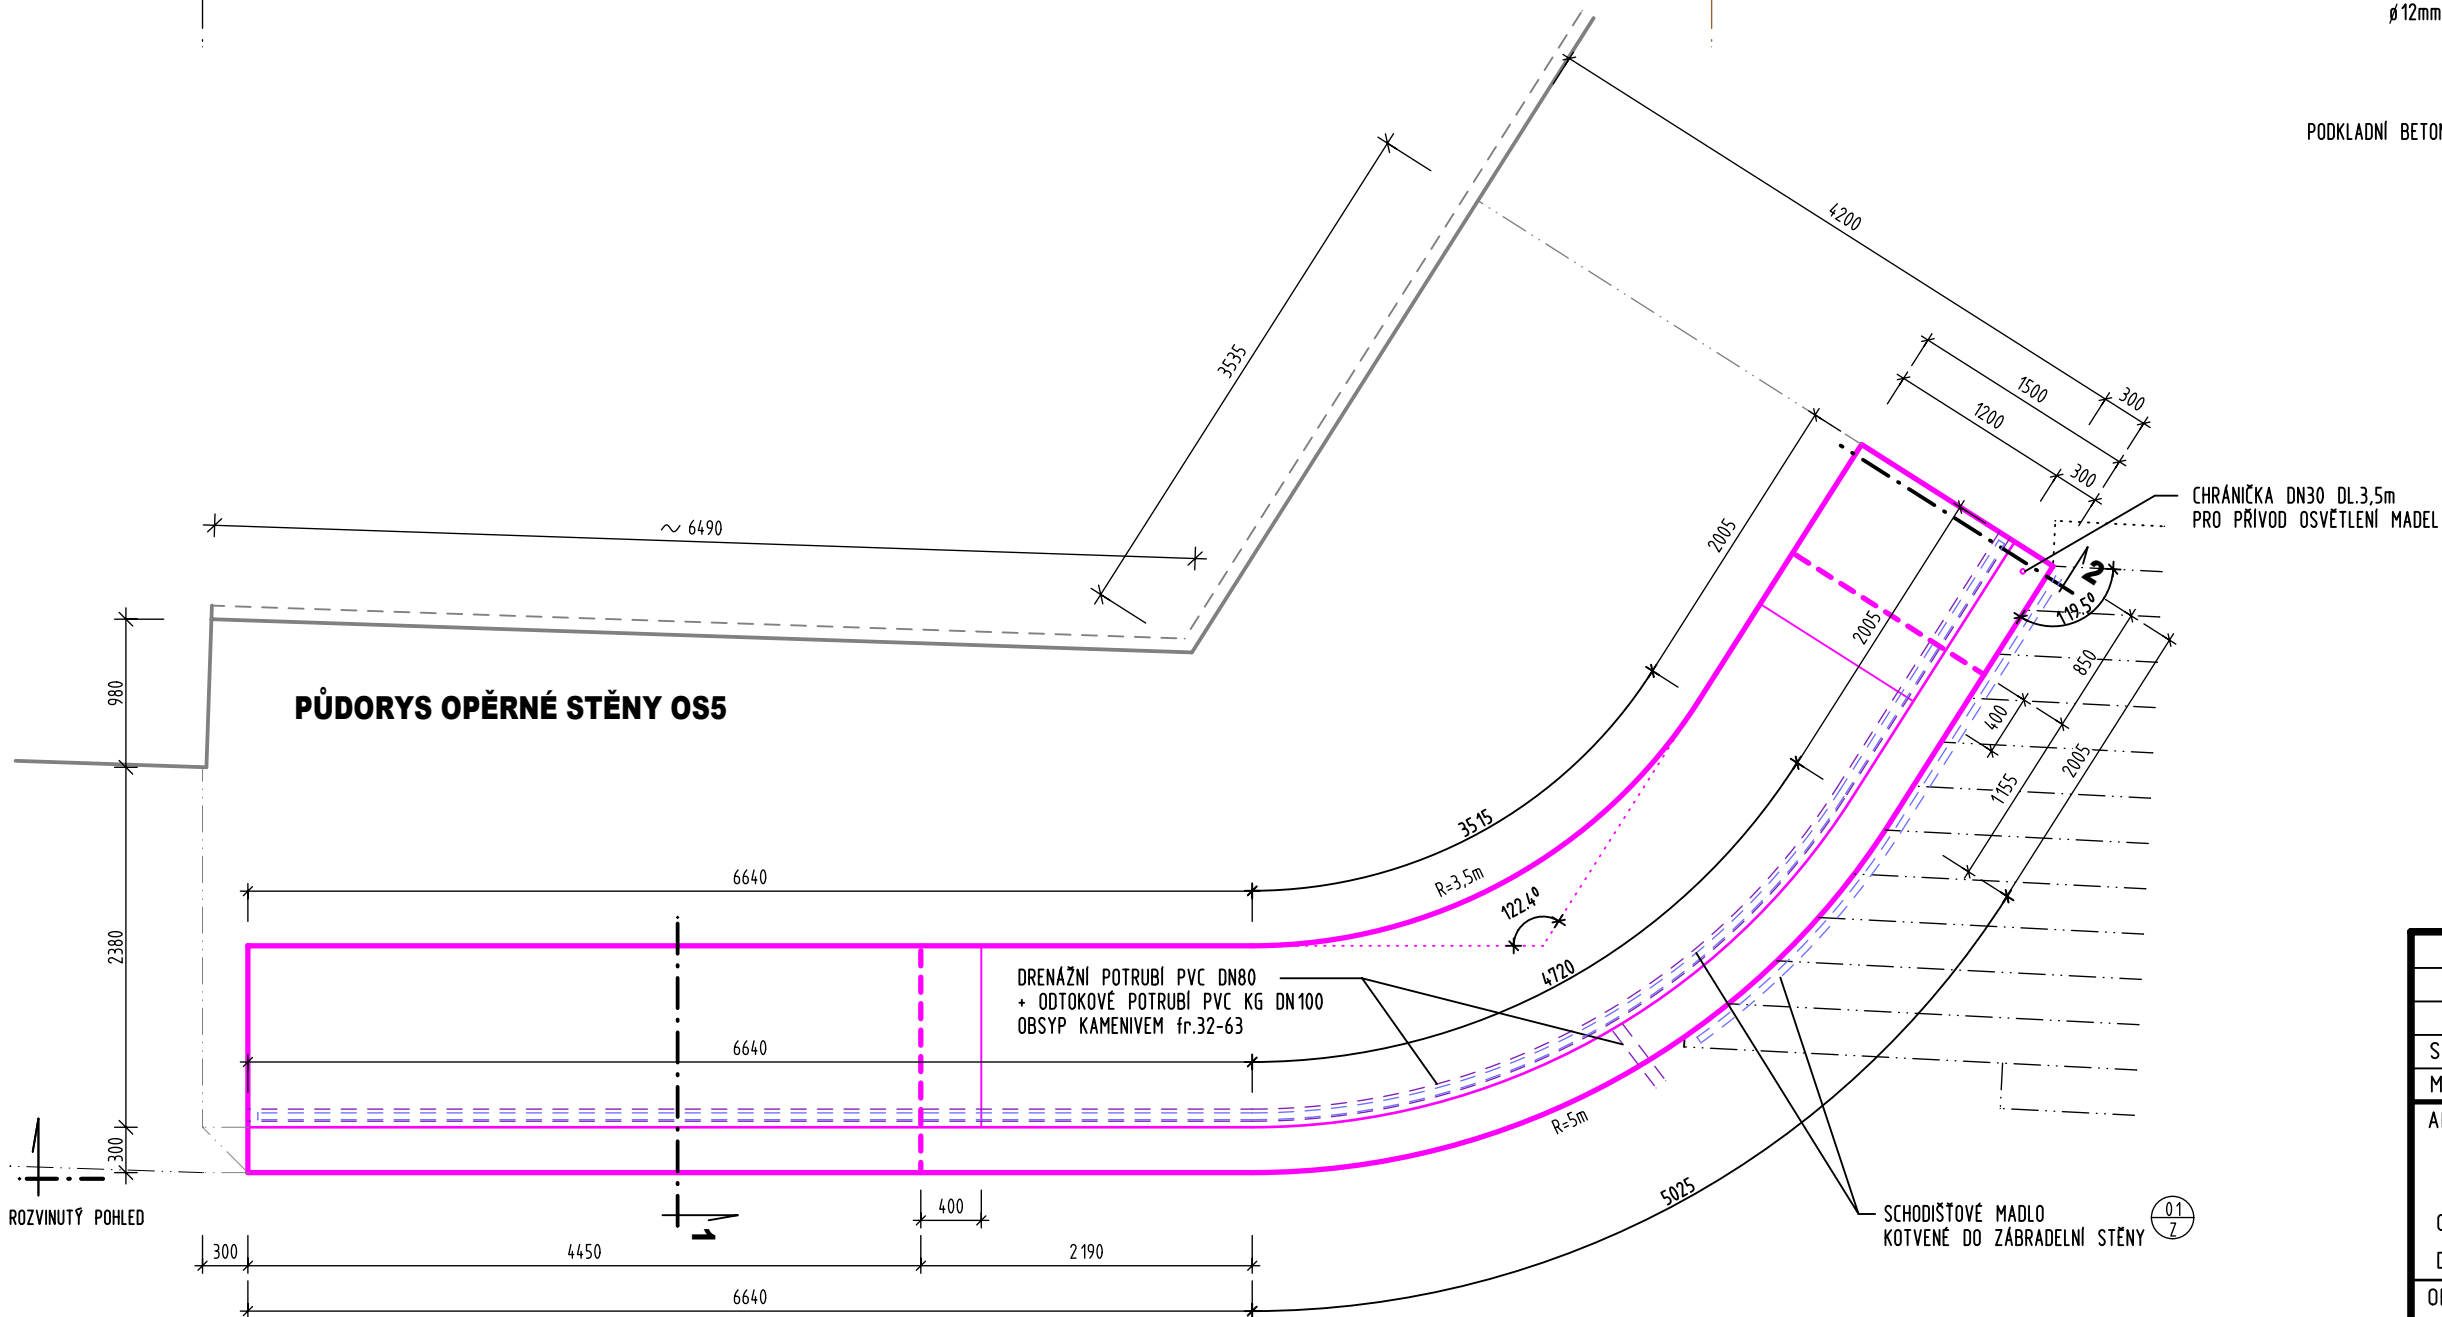 ø12mm
PODKLADNÍ
4200
3535
1500
300
1200
300
CHRÁNIČKA DN30 DL.3,5m
PRO PŘÍVOD OSVĚTLENÍ MADEL
~ 6490
2005
2
119.5⁰
2005
850
980
PŮDORYS OPĚRNÉ STĚNY OS5
400
2005
1155
3515
6640
R=3,5m
122.4⁰
2380
DRENÁŽNÍ POTRUBÍ PVC DN80
+ ODTOKOVÉ POTRUBÍ PVC KG DN100
OBSYP KAMENIVEM fr.32-63
4720
6640
300
R=5m
5025
ROZVINUTÝ POHLED
1
400
SCHODIŠŤOVÉ MADLO
KOTVENÉ DO ZÁBRADELNÍ STĚNY
01
Z
300
4450
2190
6640